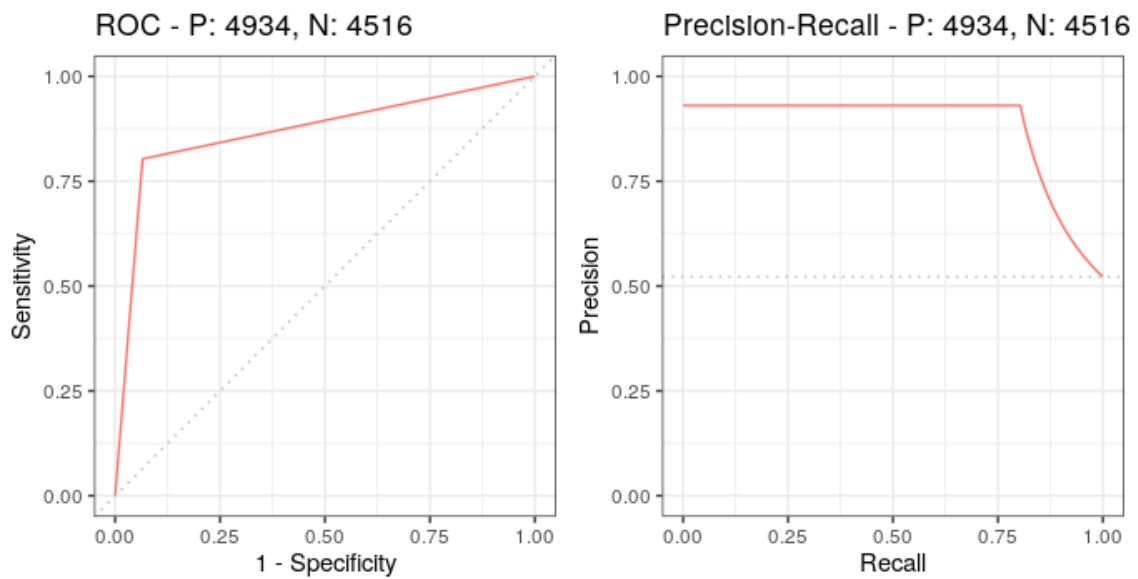 ROC - P: 4934, N: 4516
1.00
0.75
0.50
0.25
0.00
Sensitivity
0.00 0.25 0.50 0.75 1.00
1 - Specificity
Precision-Recall - P: 4934, N: 4516
1.00
0.75
0.50
0.25
0.00
Precision
0.00 0.25 0.50 0.75 1.00
Recall